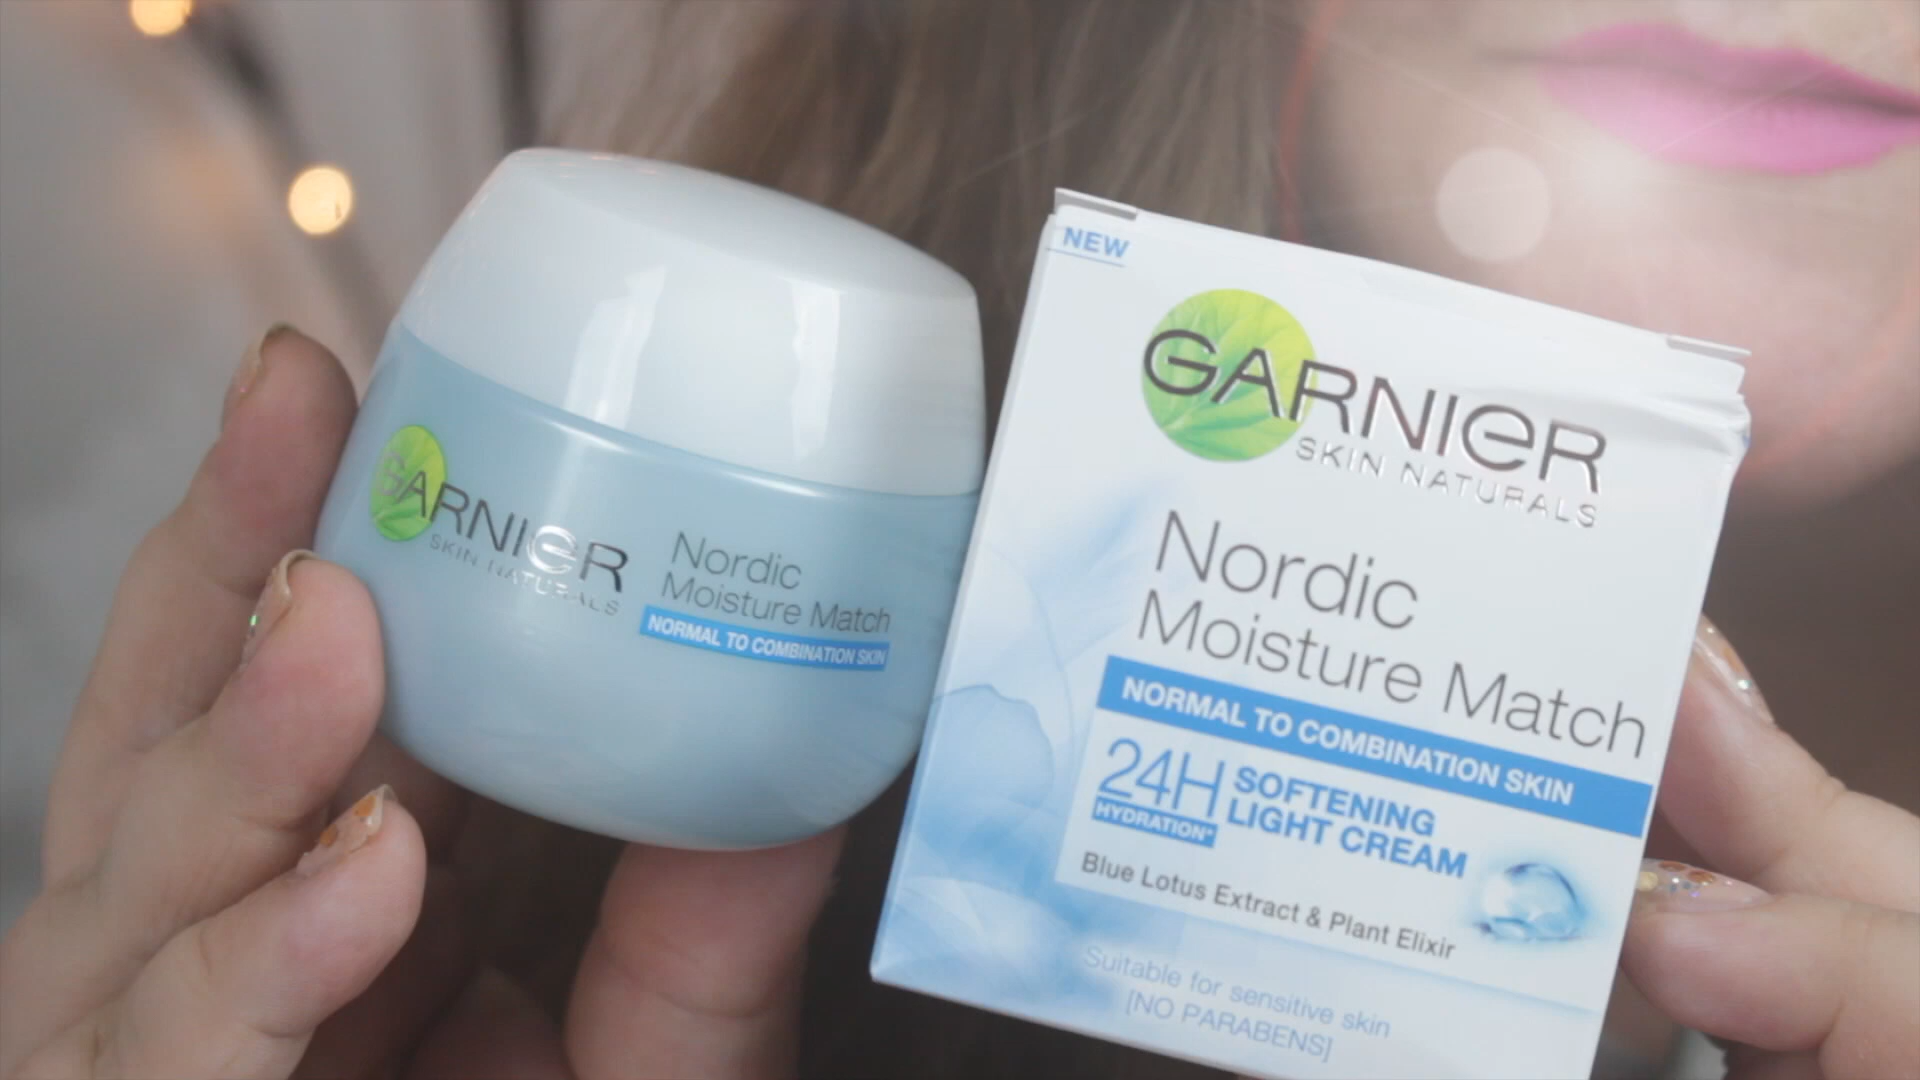 GARNIER
SKIN NATURALS
Nordic
Moisture Match
NORMAL TO COMBINATION SKIN
NEW
GARNIER
SKIN NATURALS
Nordic
Moisture Match
NORMAL TO COMBINATION SKIN
24H
HYDRATION*
SOFTENING
LIGHT CREAM
Blue Lotus Extract & Plant Elixir
Suitable for sensitive skin
[NO PARABENS]